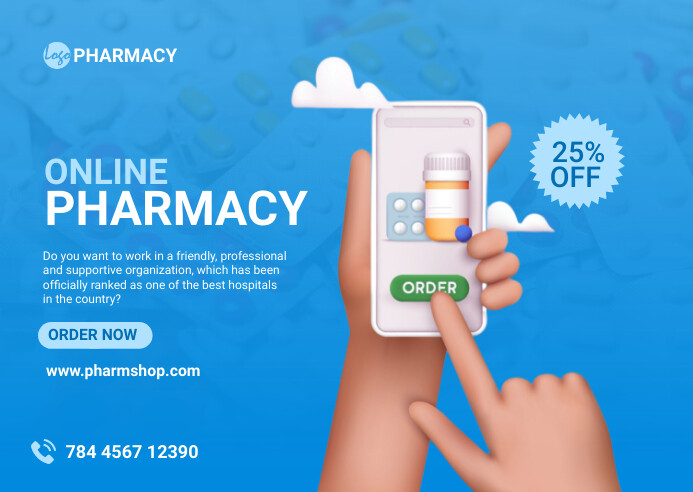 Logo PHARMACY
ONLINE
PHARMACY
Do you want to work in a friendly, professional
and supportive organization, which has been
officially ranked as one of the best hospitals
in the country?
ORDER NOW
www.pharmshop.com
784 4567 12390
ORDER
25%
OFF